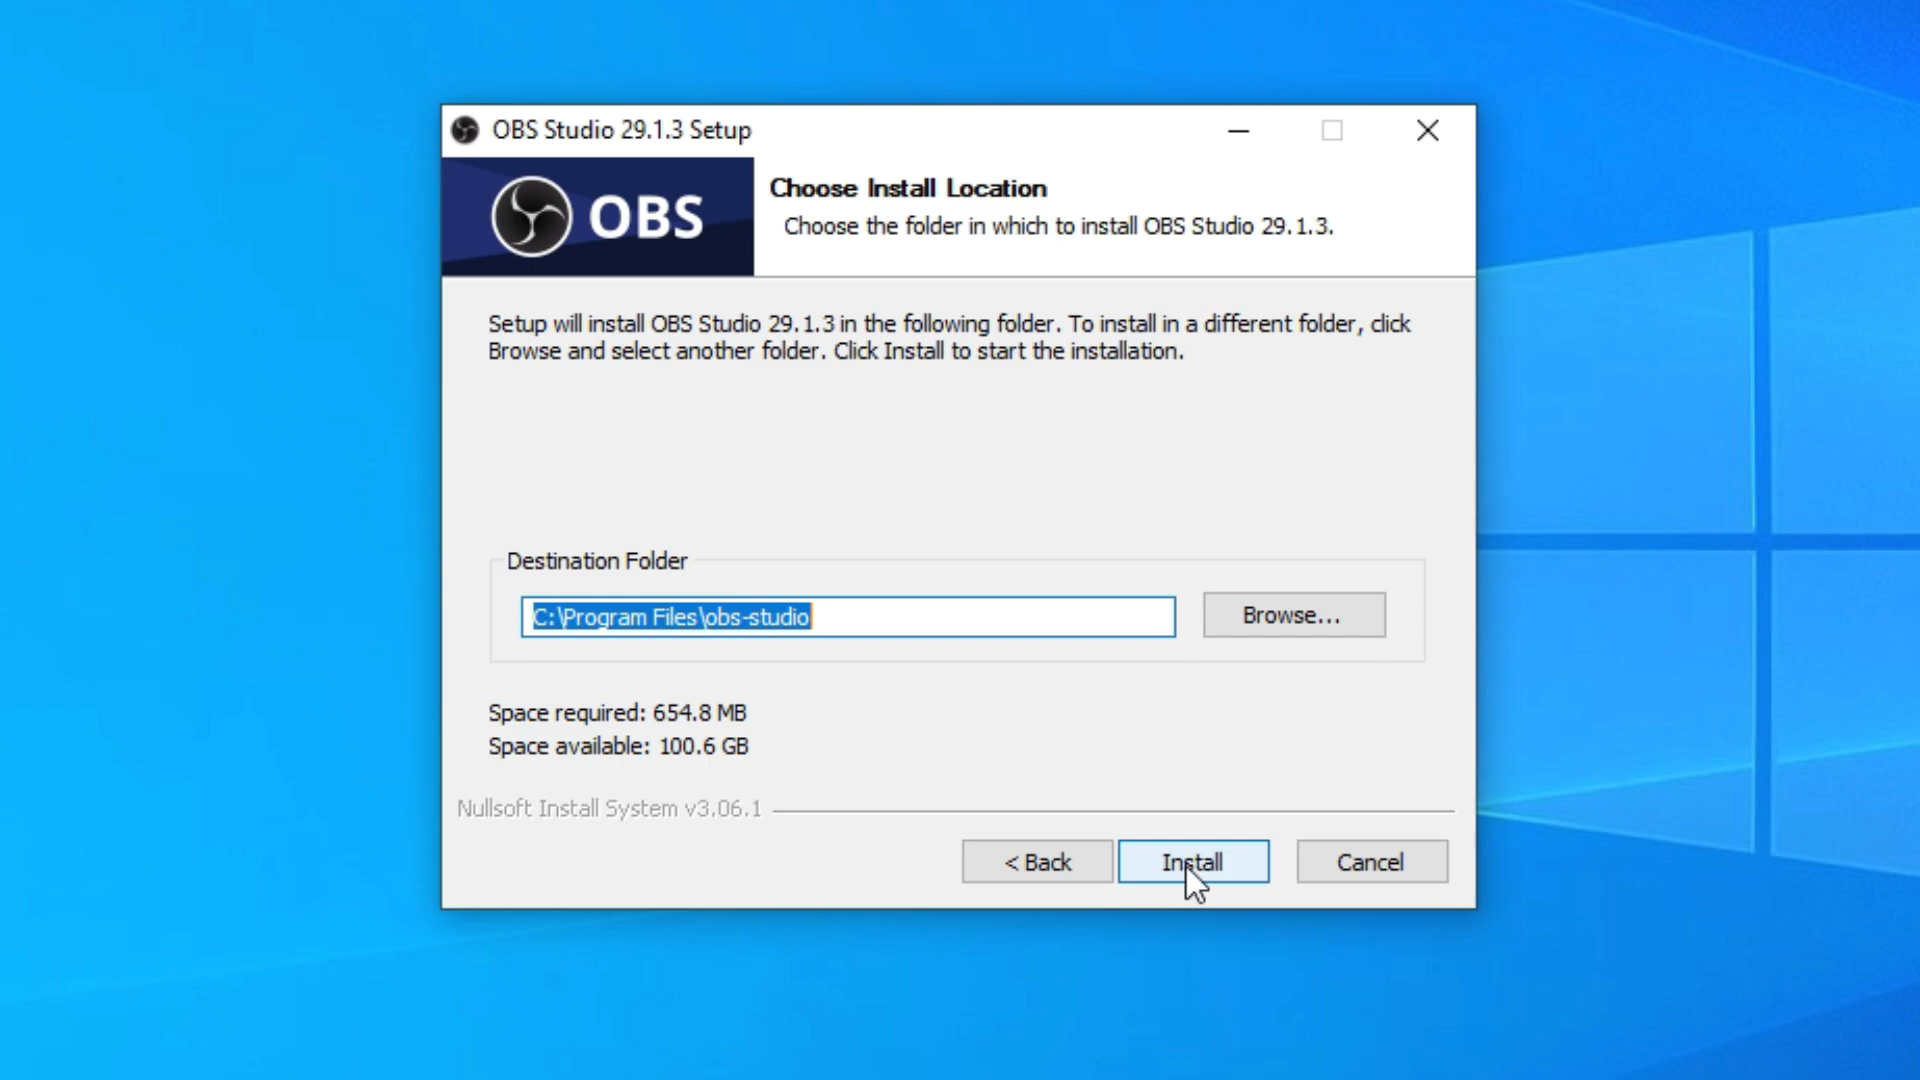 OBS Studio 29.1.3 Setup
OBS
Choose Install Location
Choose the folder in which to install OBS Studio 29.1.3.
Setup will install OBS Studio 29.1.3 in the following folder. To install in a different folder, click
Browse and select another folder. Click Install to start the installation.
Destination Folder
C:\Program Files\obs-studio
Browse...
Space required: 654.8 MB
Space available: 100.6 GB
Nullsoft Install System v3.06.1
< Back
Install
Cancel